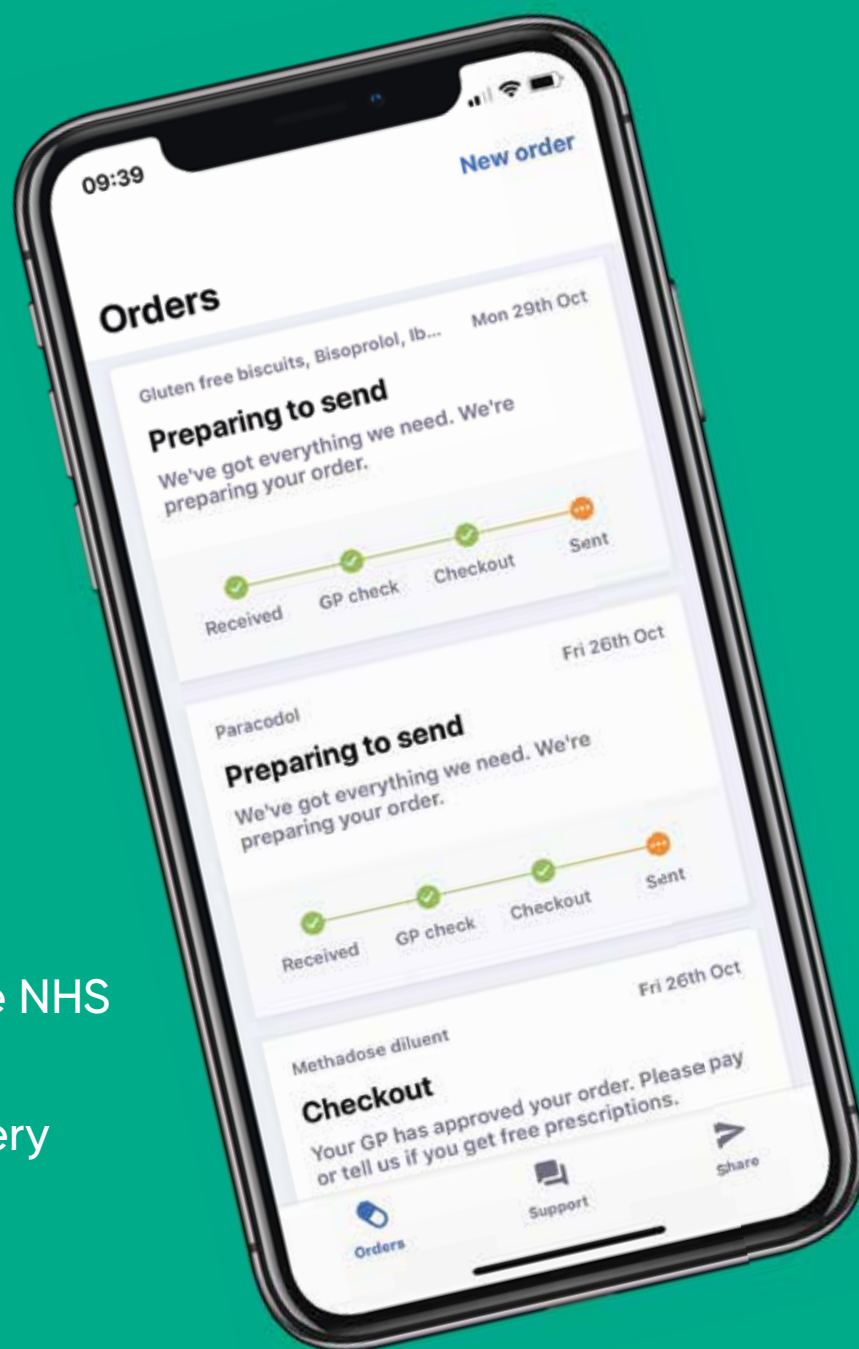 09:39
New order
Orders
Gluten free biscuits, Bisoprolol, Ib...
Mon 29th Oct
Preparing to send
We've got everything we need. We're
preparing your order.
Received
GP check
Checkout
Sent
Paracodol
Fri 26th Oct
Preparing to send
We've got everything we need. We're
preparing your order.
Received
GP check
Checkout
Sent
Methadose diluent
Fri 26th Oct
Checkout
Your GP has approved your order. Please pay
or tell us if you get free prescriptions.
Orders
Support
Share
NHS